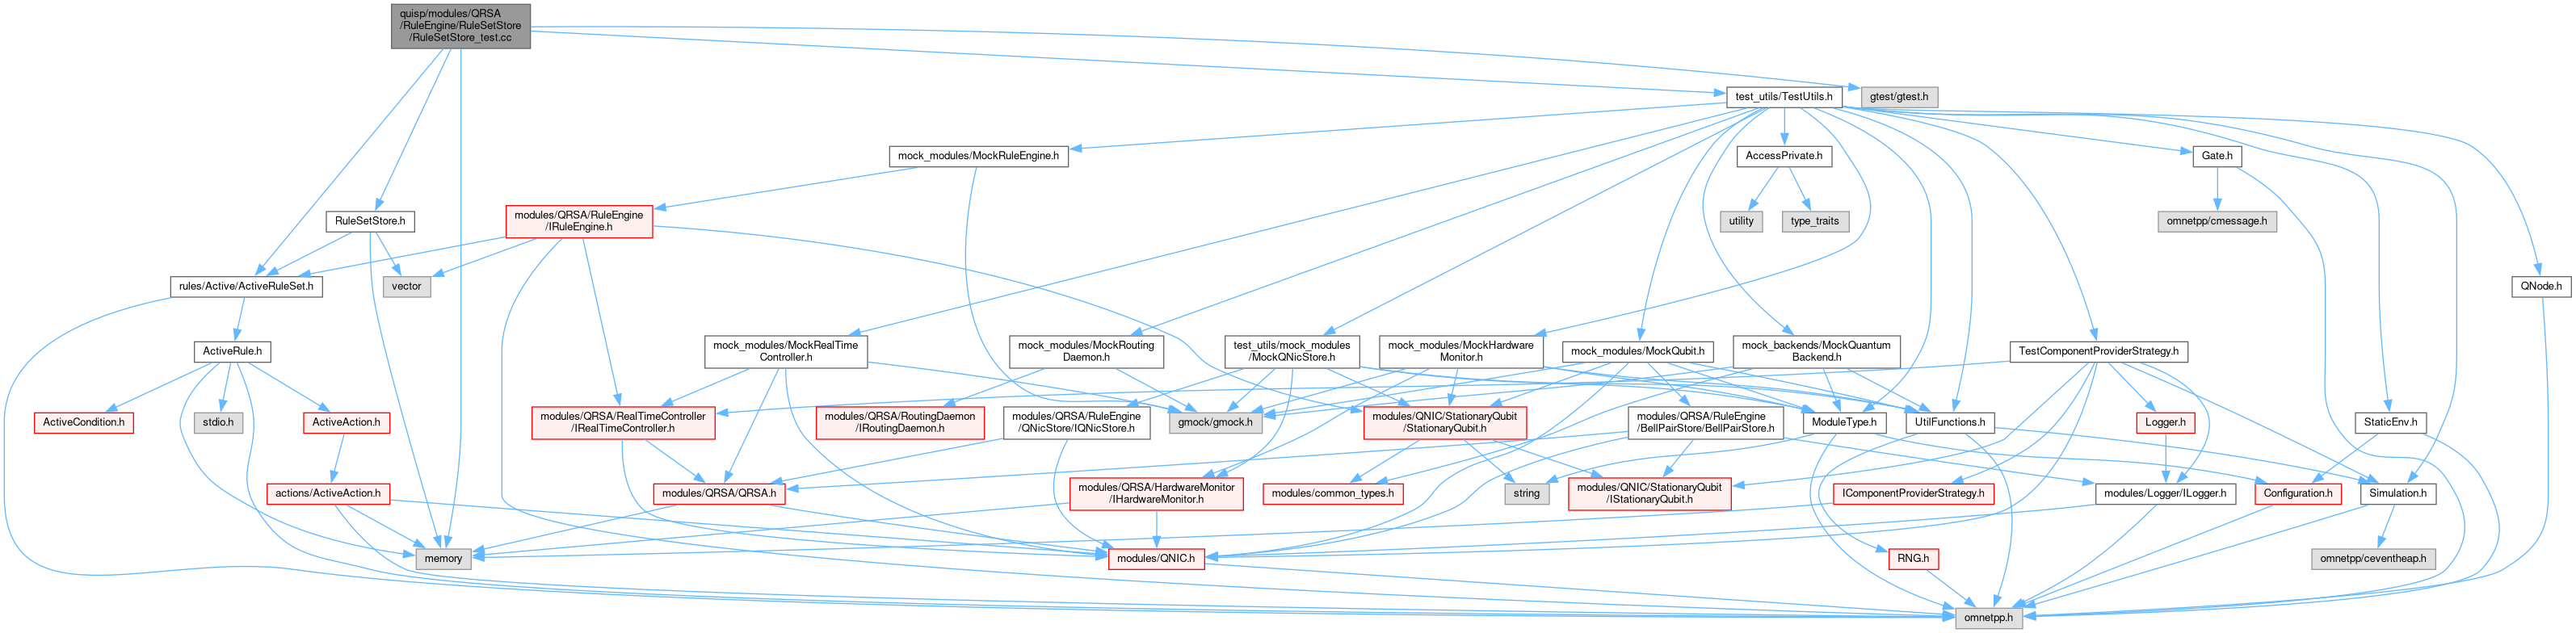 quisp/modules/QRSA
/RuleEngine/RuleSetStore
/RuleSetStore_test.cc
test_utils/TestUtils.h
gtest/gtest.h
mock_modules/MockRuleEngine.h
AccessPrivate.h
Gate.h
modules/QRSA/RuleEngine
/IRuleEngine.h
RuleSetStore.h
utility
type_traits
omnetpp/cmessage.h
rules/Active/ActiveRuleSet.h
vector
QNode.h
ActiveRule.h
mock_modules/MockRealTime
Controller.h
mock_modules/MockRouting
Daemon.h
test_utils/mock_modules
/MockQNicStore.h
mock_modules/MockHardware
Monitor.h
mock_modules/MockQubit.h
mock_backends/MockQuantum
Backend.h
TestComponentProviderStrategy.h
ActiveCondition.h
stdio.h
ActiveAction.h
modules/QRSA/RealTimeController
/IRealTimeController.h
modules/QRSA/RoutingDaemon
/IRoutingDaemon.h
modules/QRSA/RuleEngine
/QNicStore/IQNicStore.h
gmock/gmock.h
modules/QNIC/StationaryQubit
/StationaryQubit.h
modules/QRSA/RuleEngine
/BellPairStore/BellPairStore.h
ModuleType.h
UtilFunctions.h
Logger.h
StaticEnv.h
actions/ActiveAction.h
modules/QRSA/QRSA.h
modules/QRSA/HardwareMonitor
/IHardwareMonitor.h
modules/common_types.h
string
modules/QNIC/StationaryQubit
/IStationaryQubit.h
IComponentProviderStrategy.h
modules/Logger/ILogger.h
Configuration.h
Simulation.h
memory
modules/QNIC.h
RNG.h
omnetpp/ceventheap.h
omnetpp.h